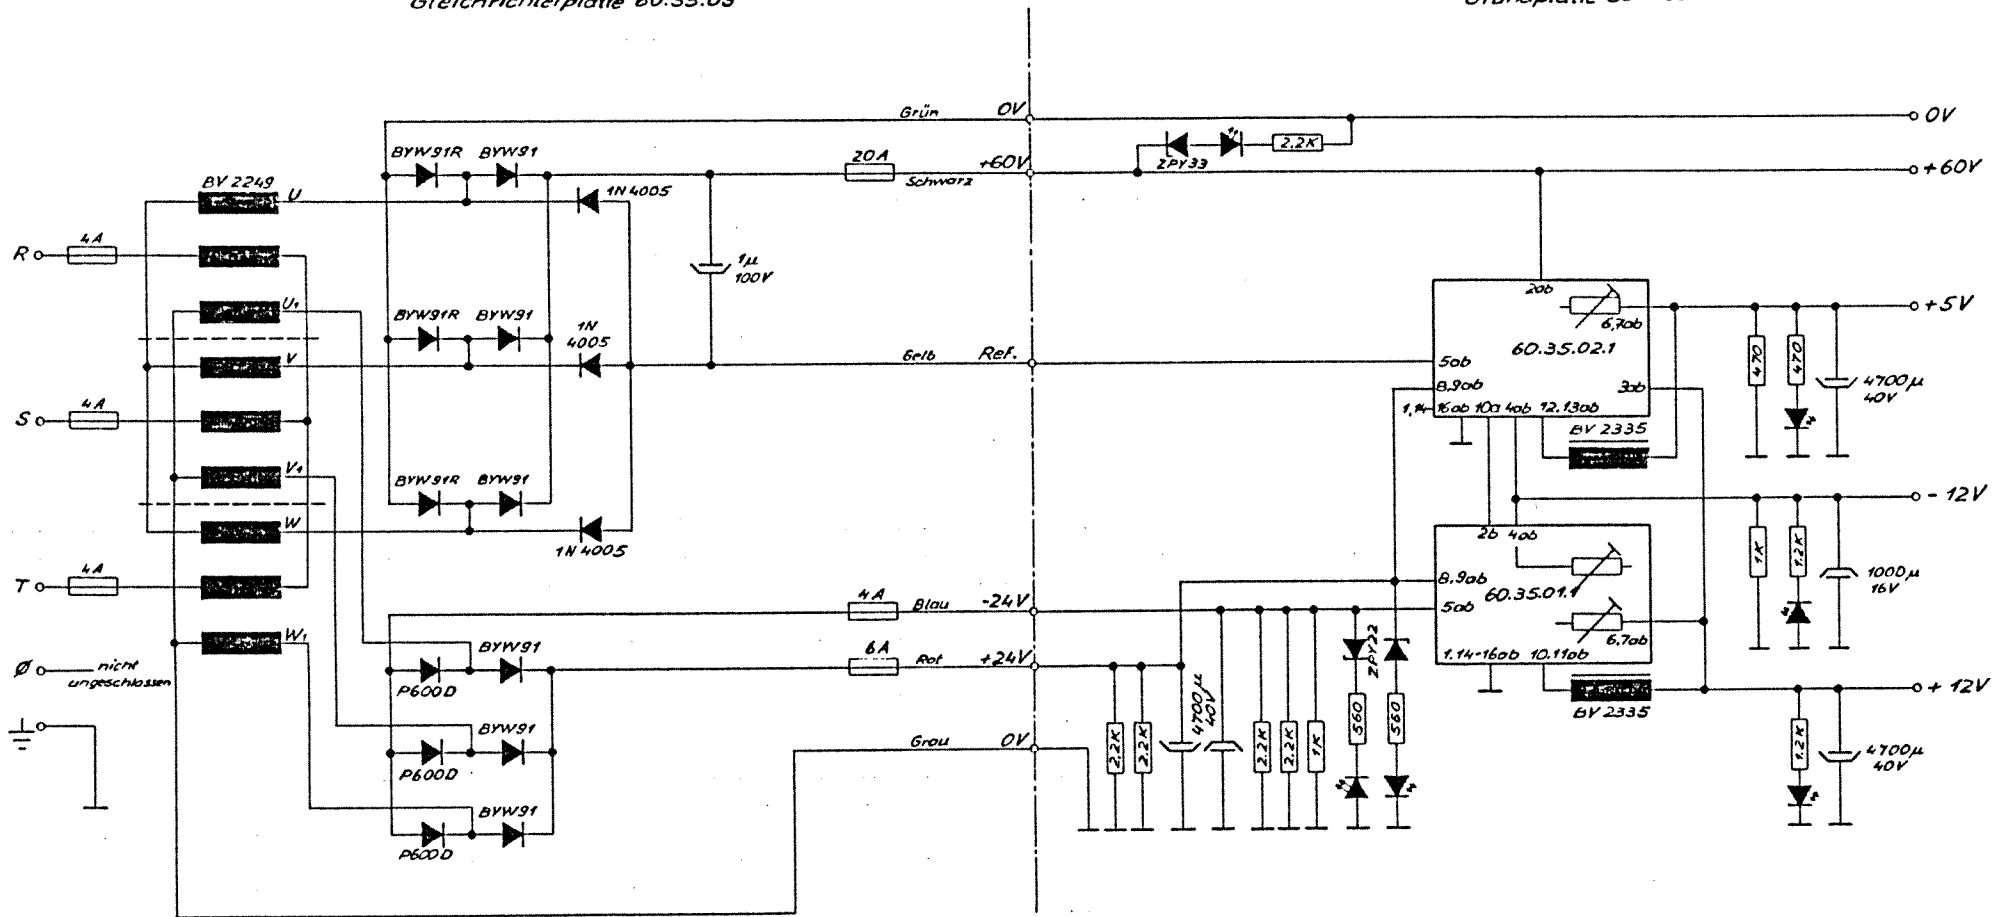 Gleichrichterplatte 60.35.03
Grün 0V
0V
BYW91R BYW91
20A
+60V
Schwarz
ZPY33
2.2K
+60V
BV 2249
U
1N4005
R
4A
1µ
100V
2ab
U1
BYW91R BYW91
1N
4005
6,7ab
+5V
60.35.02.1
V
Gelb Ref.
5ab
8.9ab
3ab
470
470
4700µ
40V
S
4A
1,14-16ab 10a 4ab 12.13ab
BV 2335
V1
BYW91R BYW91
- 12V
W
1N4005
2b 4ab
1K
1.2K
1000µ
16V
T
4A
8.9ab
60.35.01.1
4A
Blau -24V
5ab
W1
BYW91
6A
Rot +24V
ZPY22
6.7ab
Ø nicht
angeschlossen
P600D
1.14-16ab 10.11ab
+ 12V
BV 2335
BYW91
Grau 0V
2.2K
2.2K
4700µ
40V
2.2K
2.2K
1K
560
560
1.2K
4700µ
40V
P600D
BYW91
P600D